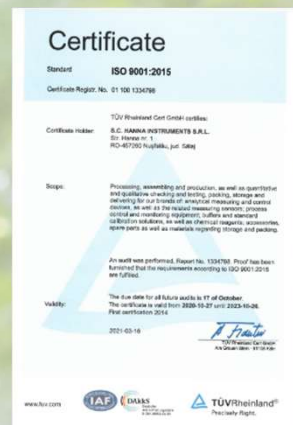 Certificate
Standard ISO 9001:2015
Certificate Registr. No. 01 100 1334798
TÜV Rheinland Cert GmbH certifies:
Certificate Holder: S.C. HANNA INSTRUMENTS S.R.L.
Str. Hanna nr. 1
RO-457260 Nușfalău, jud. Sălaj
Scope: Processing, assembling and production, as well as quantitative
and qualitative checking and testing, packing, storage and
delivering for our brands of: analytical measuring and control
devices, as well as the related measuring sensors; process
control and monitoring equipment; buffers and standard
calibration solutions, as well as chemical reagents, accessories,
spare parts as well as materials regarding storage and packing.
An audit was performed, Report No. 1334798. Proof has been
furnished that the requirements according to ISO 9001:2015
are fulfilled.
Validity: The due date for all future audits is 17 of October.
The certificate is valid from 2020-10-27 until 2023-10-26.
First certification 2014
2021-03-16
TÜV Rheinland Cert GmbH
Am Grauen Stein · 51105 Köln
www.tuv.com
IAF
DAkkS
TÜVRheinland®
Precisely Right.